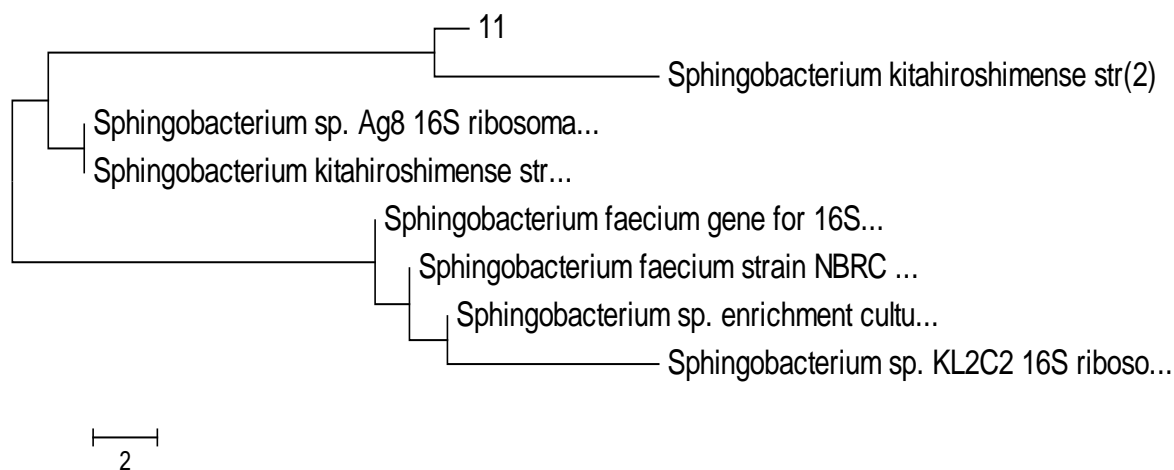 11
Sphingobacterium kitahiroshimense str(2)
Sphingobacterium sp. Ag8 16S ribosoma...
Sphingobacterium kitahiroshimense str...
Sphingobacterium faecium gene for 16S...
Sphingobacterium faecium strain NBRC ...
Sphingobacterium sp. enrichment cultu...
Sphingobacterium sp. KL2C2 16S riboso...
2